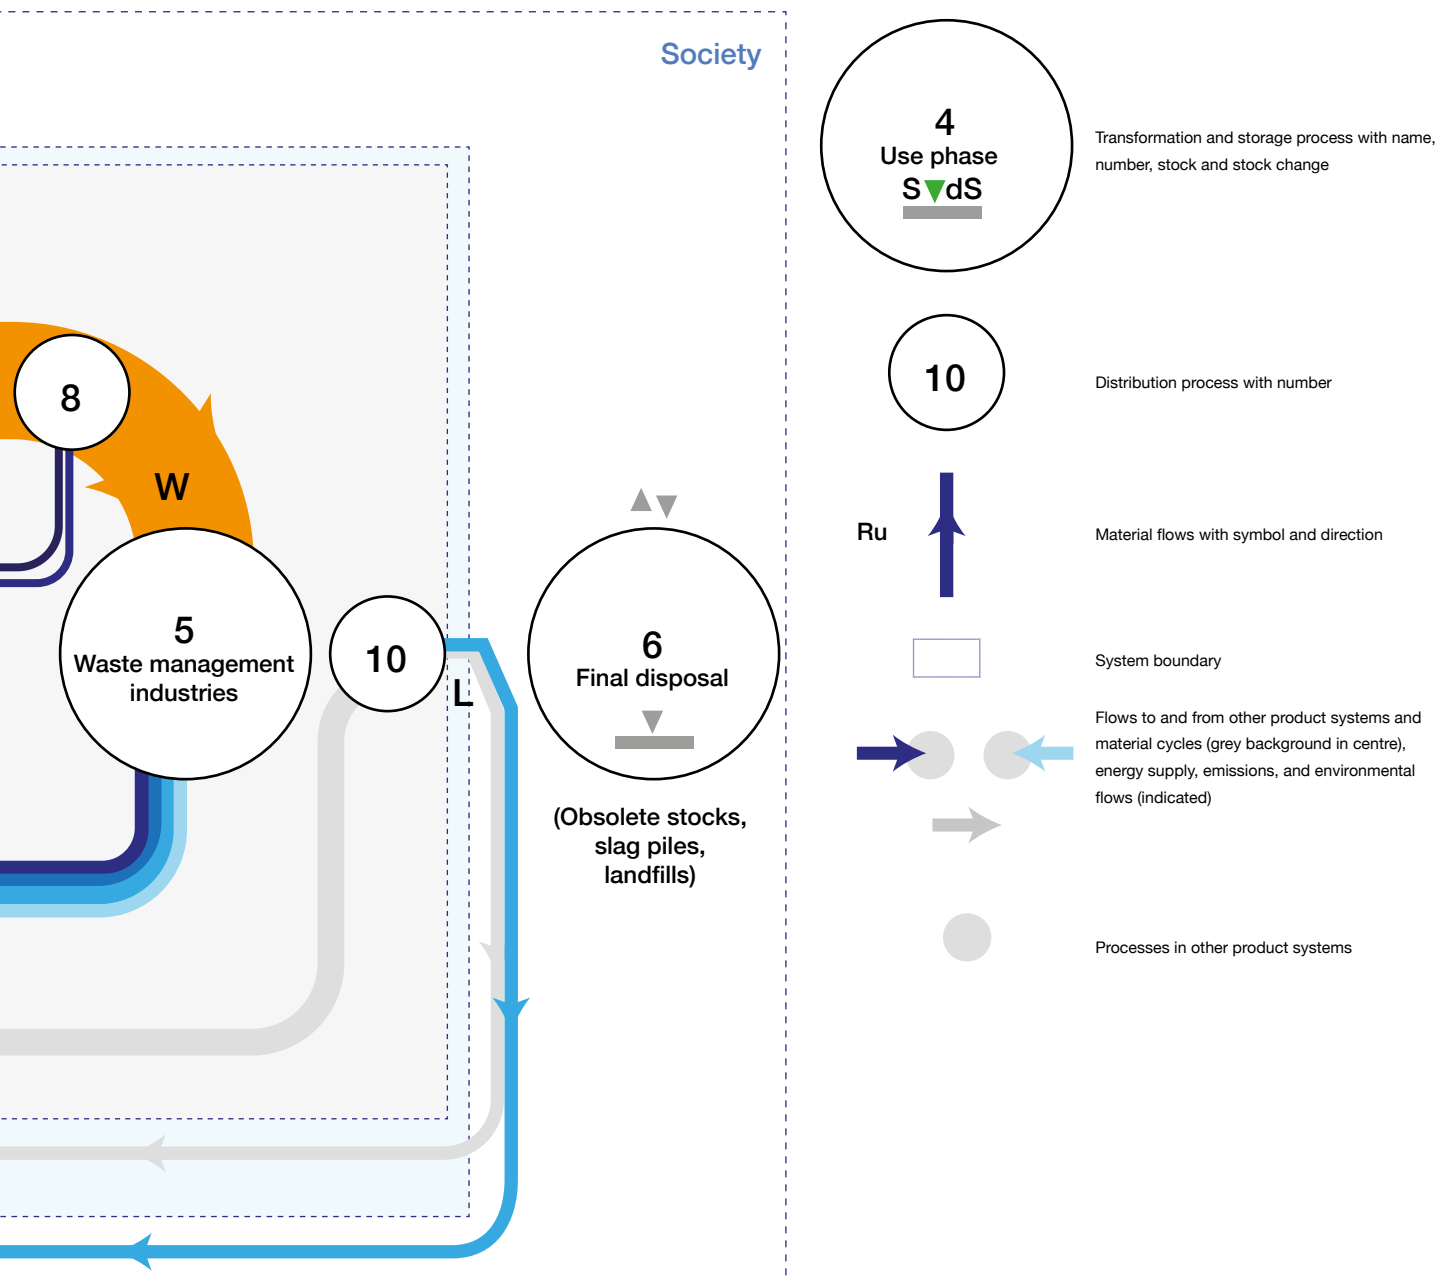 Society
8
W
5
Waste management
industries
10
L
6
Final disposal
(Obsolete stocks,
slag piles,
landfills)
4
Use phase
S dS
Transformation and storage process with name,
number, stock and stock change
10
Distribution process with number
Ru
Material flows with symbol and direction
System boundary
Flows to and from other product systems and
material cycles (grey background in centre),
energy supply, emissions, and environmental
flows (indicated)
Processes in other product systems